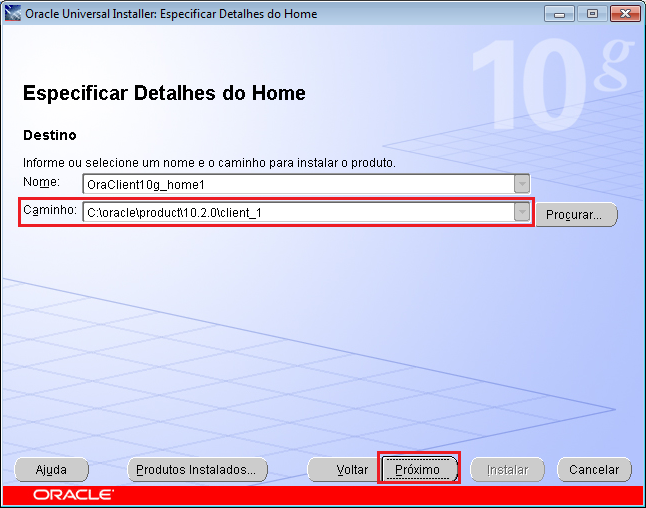 Oracle Universal Installer: Especificar Detalhes do Home
10g
Especificar Detalhes do Home
Destino
Informe ou selecione um nome e o caminho para instalar o produto.
Nome: OraClient10g_home1
Caminho: C:\oracle\product\10.2.0\client_1 Procurar...
Ajuda Produtos Instalados... Voltar Próximo Instalar Cancelar
ORACLE